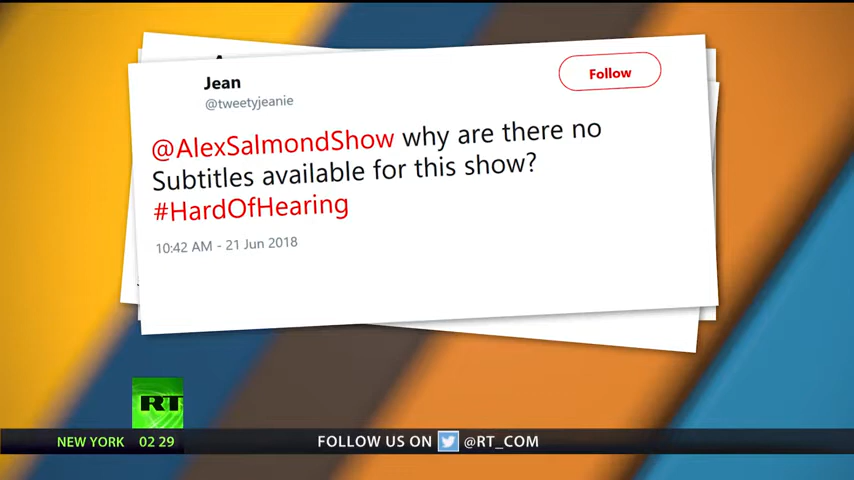 Jean
@tweetyjeanie
Follow
@AlexSalmondShow why are there no
Subtitles available for this show?
#HardOfHearing
10:42 AM - 21 Jun 2018
RT
NEW YORK 02 29 FOLLOW US ON @RT_COM